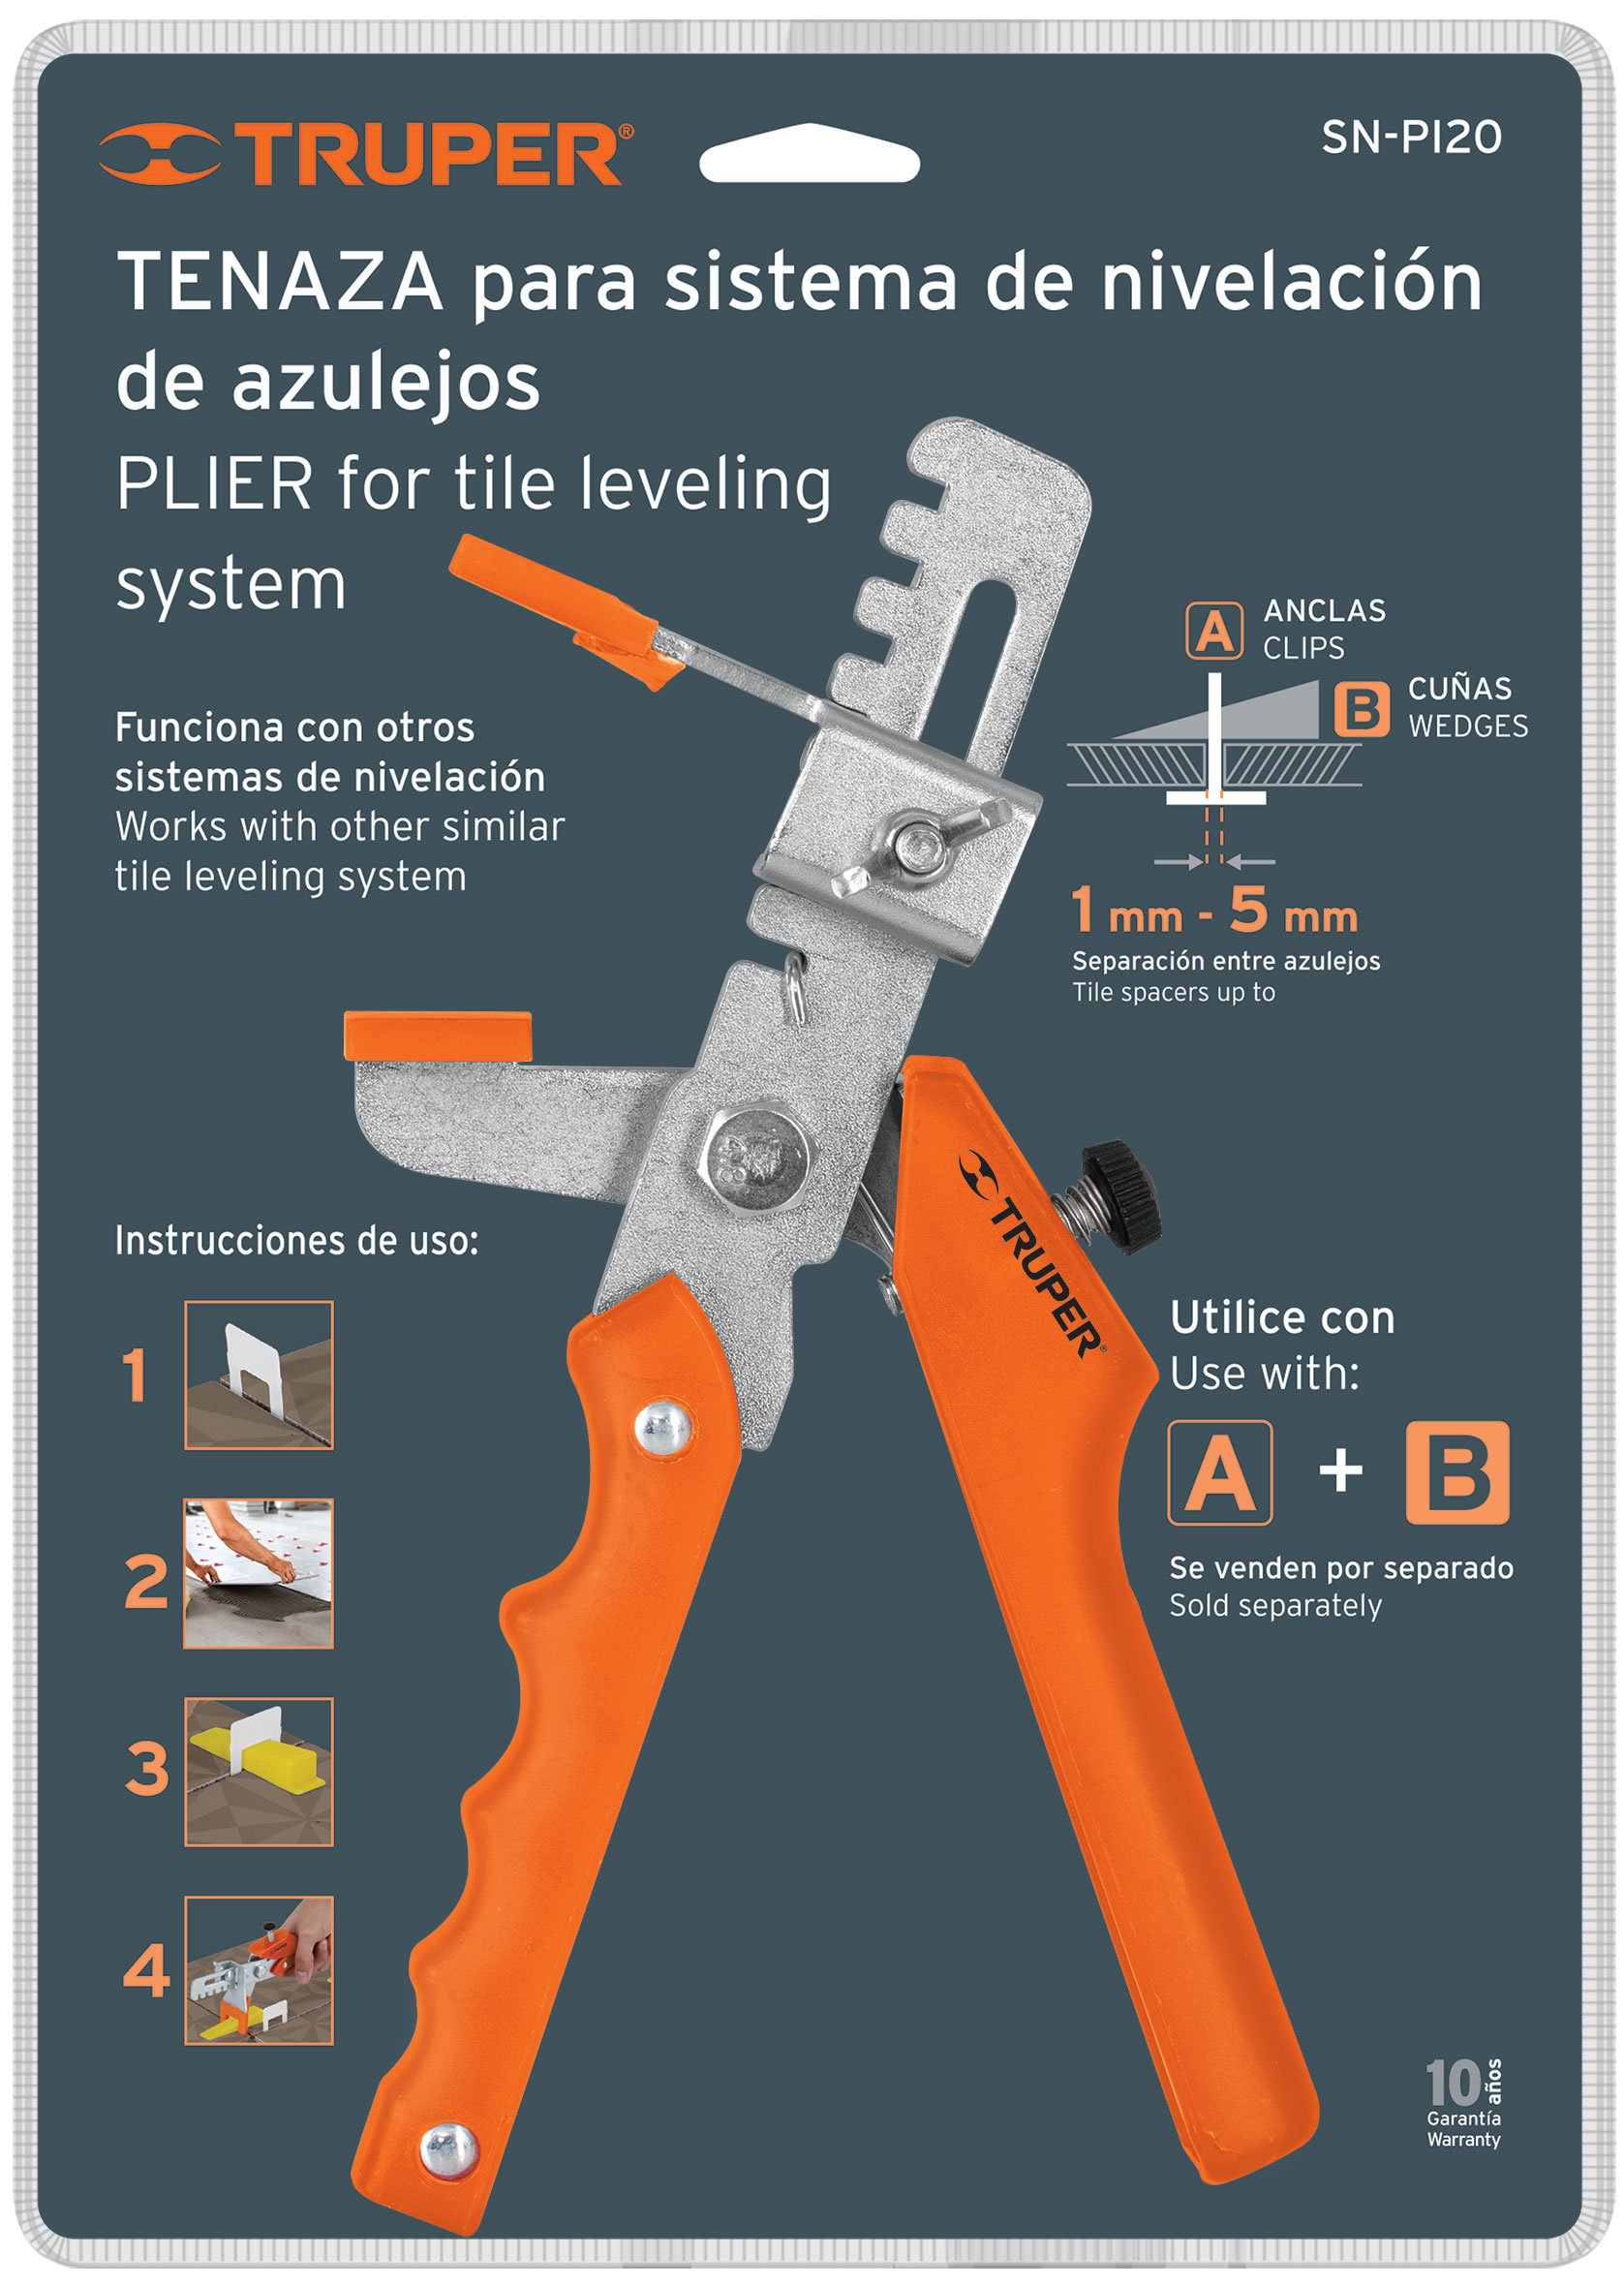 TRUPER®
SN-PI20
TENAZA para sistema de nivelación
de azulejos
PLIER for tile leveling
system
Funciona con otros
sistemas de nivelación
Works with other similar
tile leveling system
A
ANCLAS
CLIPS
B
CUÑAS
WEDGES
1 mm - 5 mm
Separación entre azulejos
Tile spacers up to
TRUPER®
Instrucciones de uso:
1
2
3
4
Utilice con
Use with:
A + B
Se venden por separado
Sold separately
10 años
Garantía
Warranty